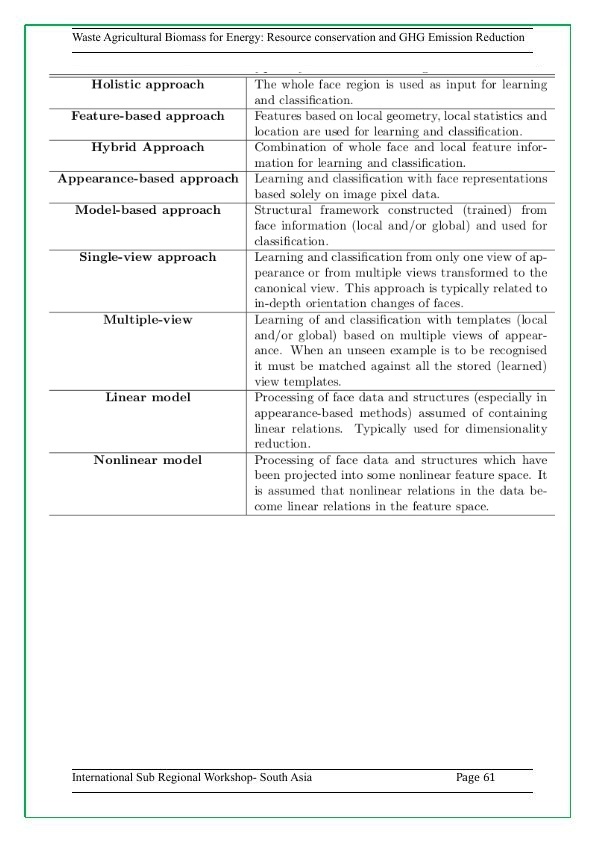 Waste Agricultural Biomass for Energy: Resource conservation and GHG Emission Reduction
Holistic approach
The whole face region is used as input for learning
and classification.
Feature-based approach
Features based on local geometry, local statistics and
location are used for learning and classification.
Hybrid Approach
Combination of whole face and local feature infor-
mation for learning and classification.
Appearance-based approach
Learning and classification with face representations
based solely on image pixel data.
Model-based approach
Structural framework constructed (trained) from
face information (local and/or global) and used for
classification.
Single-view approach
Learning and classification from only one view of ap-
pearance or from multiple views transformed to the
canonical view. This approach is typically related to
in-depth orientation changes of faces.
Multiple-view
Learning of and classification with templates (local
and/or global) based on multiple views of appear-
ance. When an unseen example is to be recognised
it must be matched against all the stored (learned)
view templates.
Linear model
Processing of face data and structures (especially in
appearance-based methods) assumed of containing
linear relations. Typically used for dimensionality
reduction.
Nonlinear model
Processing of face data and structures which have
been projected into some nonlinear feature space. It
is assumed that nonlinear relations in the data be-
come linear relations in the feature space.
International Sub Regional Workshop- South Asia Page 61